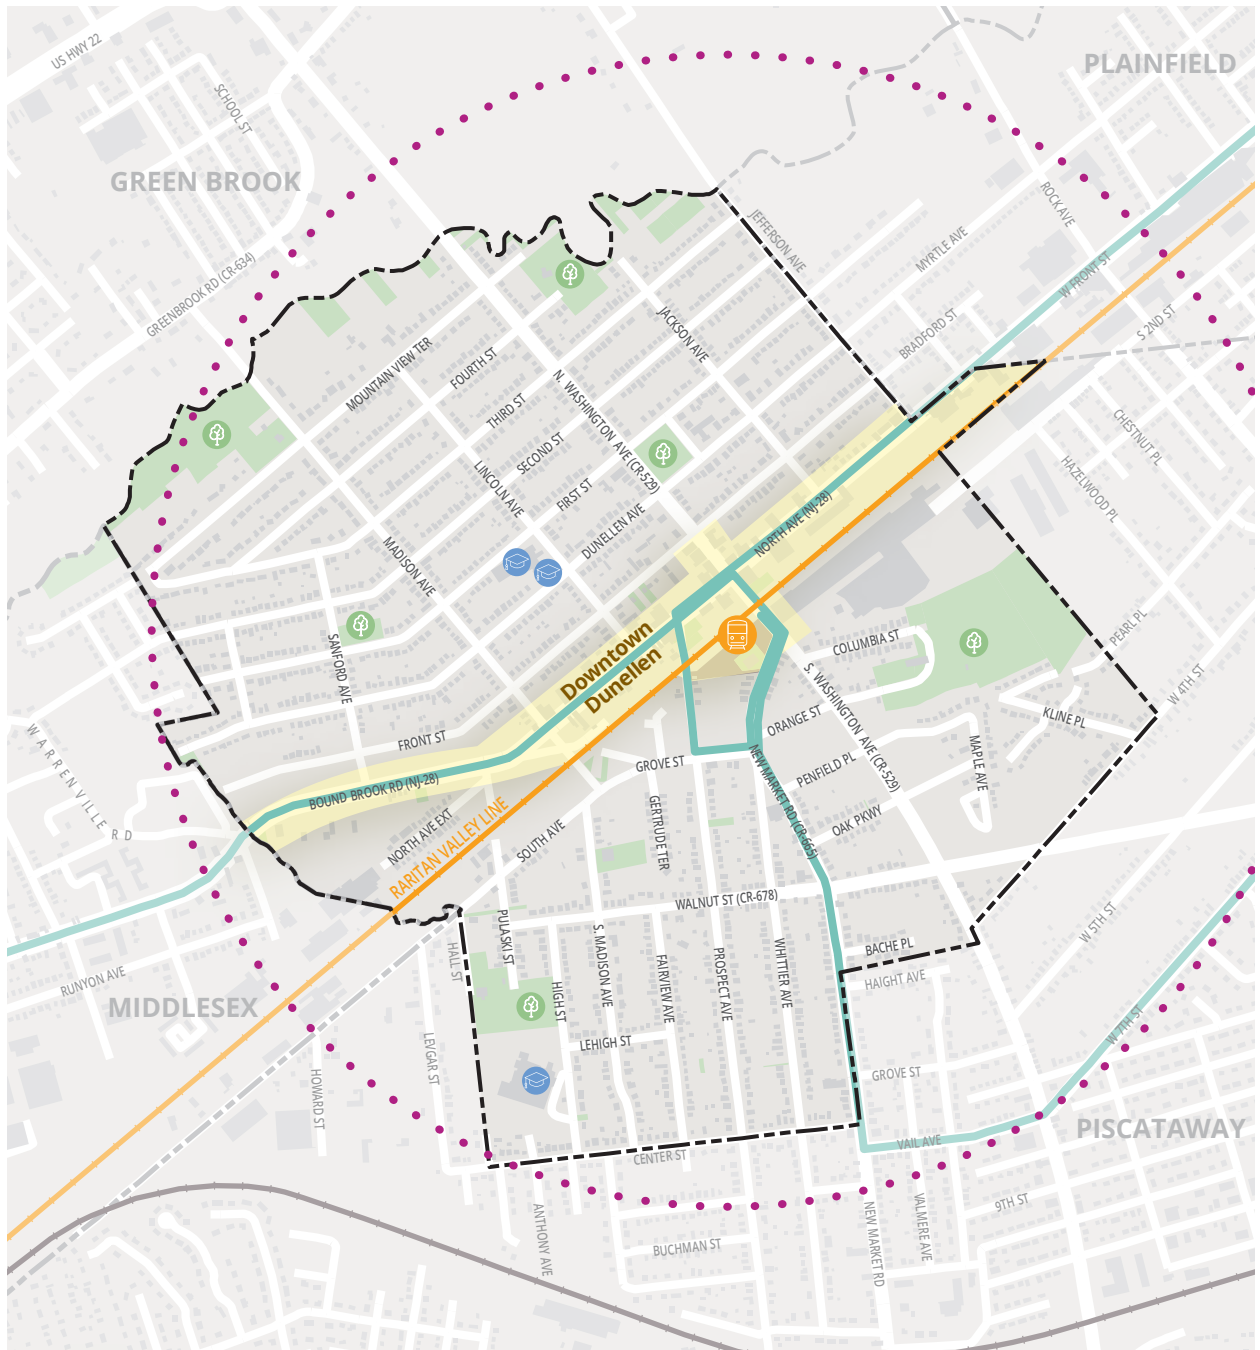 US HWY 22
PLAINFIELD
SCHOOL ST
GREEN BROOK
ROCK AVE
JEFFERSON AVE
MYRTLE AVE
GREENBROOK RD (CR-634)
W FRONT ST
S 2ND ST
BRADFORD ST
JACKSON AVE
MOUNTAIN VIEW TER
FOURTH ST
THIRD ST
N. WASHINGTON AVE (CR-529)
SECOND ST
CHESTNUT PL
LINCOLN AVE
FIRST ST
HAZELWOOD PL
DUNELLEN AVE
NORTH AVE (NJ-28)
MADISON AVE
PEARL PL
SANFORD AVE
COLUMBIA ST
Downtown
Dunellen
W 4TH ST
S. WASHINGTON AVE (CR-529)
KLINE PL
ORANGE ST
FRONT ST
WARRENVILLE RD
GROVE ST
PENFIELD PL
MAPLE AVE
BOUND BROOK RD (NJ-28)
NEW MARKET RD (CR-665)
NORTH AVE EXT
RARITAN VALLEY LINE
SOUTH AVE
GERTRUDE TER
OAK PKWY
WALNUT ST (CR-678)
W 5TH ST
PULASKI ST
HALL ST
S. MADISON AVE
FAIRVIEW AVE
PROSPECT AVE
WHITTIER AVE
BACHE PL
HAIGHT AVE
RUNYON AVE
MIDDLESEX
HIGH ST
W 7TH ST
LEHIGH ST
LEVGAR ST
HOWARD ST
GROVE ST
PISCATAWAY
VAIL AVE
CENTER ST
9TH ST
ANTHONY AVE
NEW MARKET RD
VALMERE AVE
BUCHMAN ST